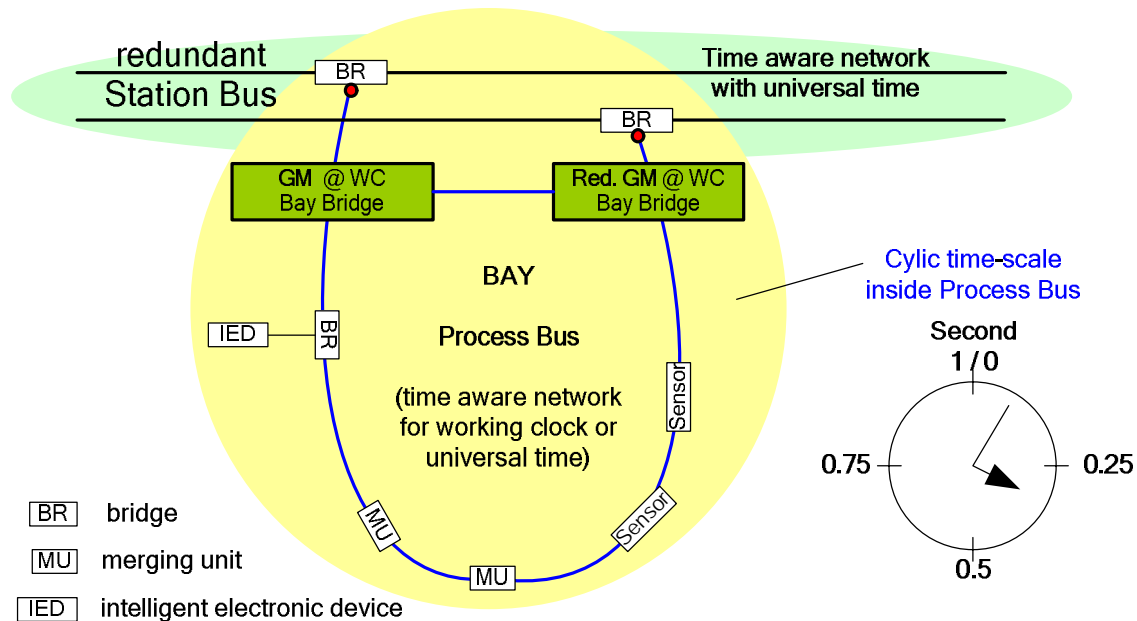 redundant
Station Bus
BR
Time aware network
with universal time
BR
GM @ WC
Bay Bridge
Red. GM @ WC
Bay Bridge
BAY
Process Bus
(time aware network
for working clock or
universal time)
IED
BR
Sensor
Sensor
MU
MU
Cylic time-scale
inside Process Bus
Second
1 / 0
0.75
0.25
0.5
BR bridge
MU merging unit
IED intelligent electronic device